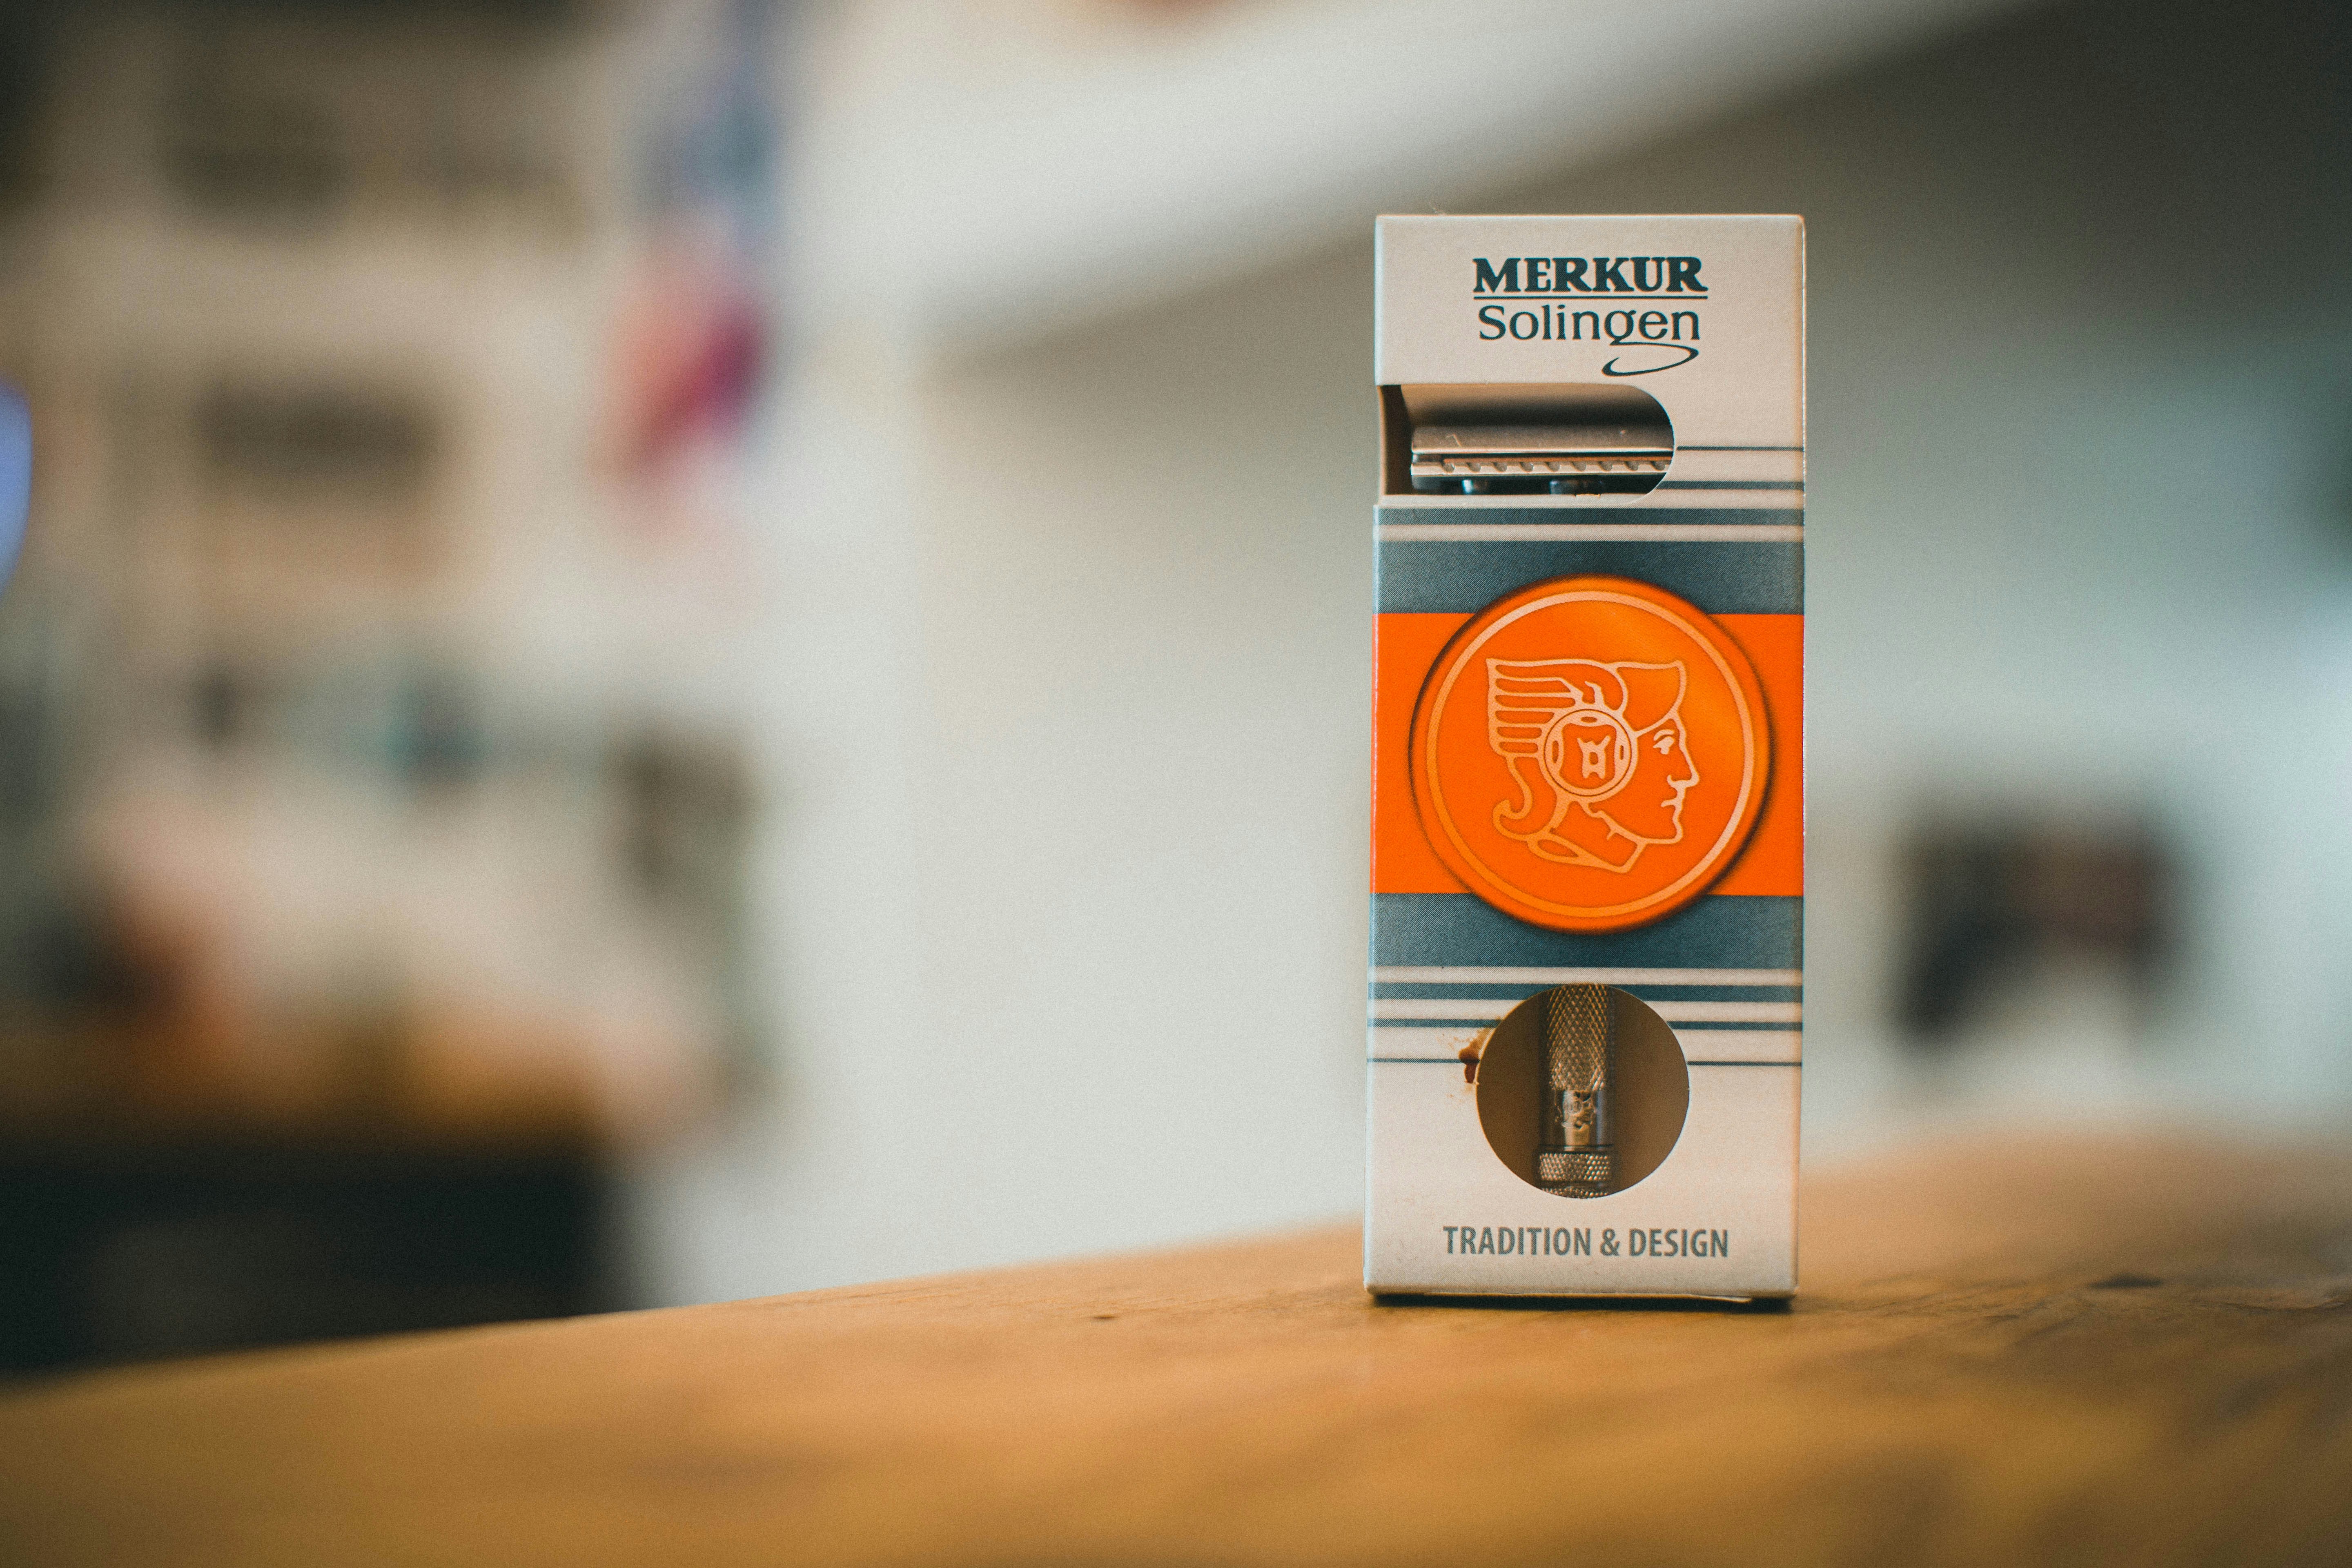 MERKUR
Solingen
TRADITION & DESIGN